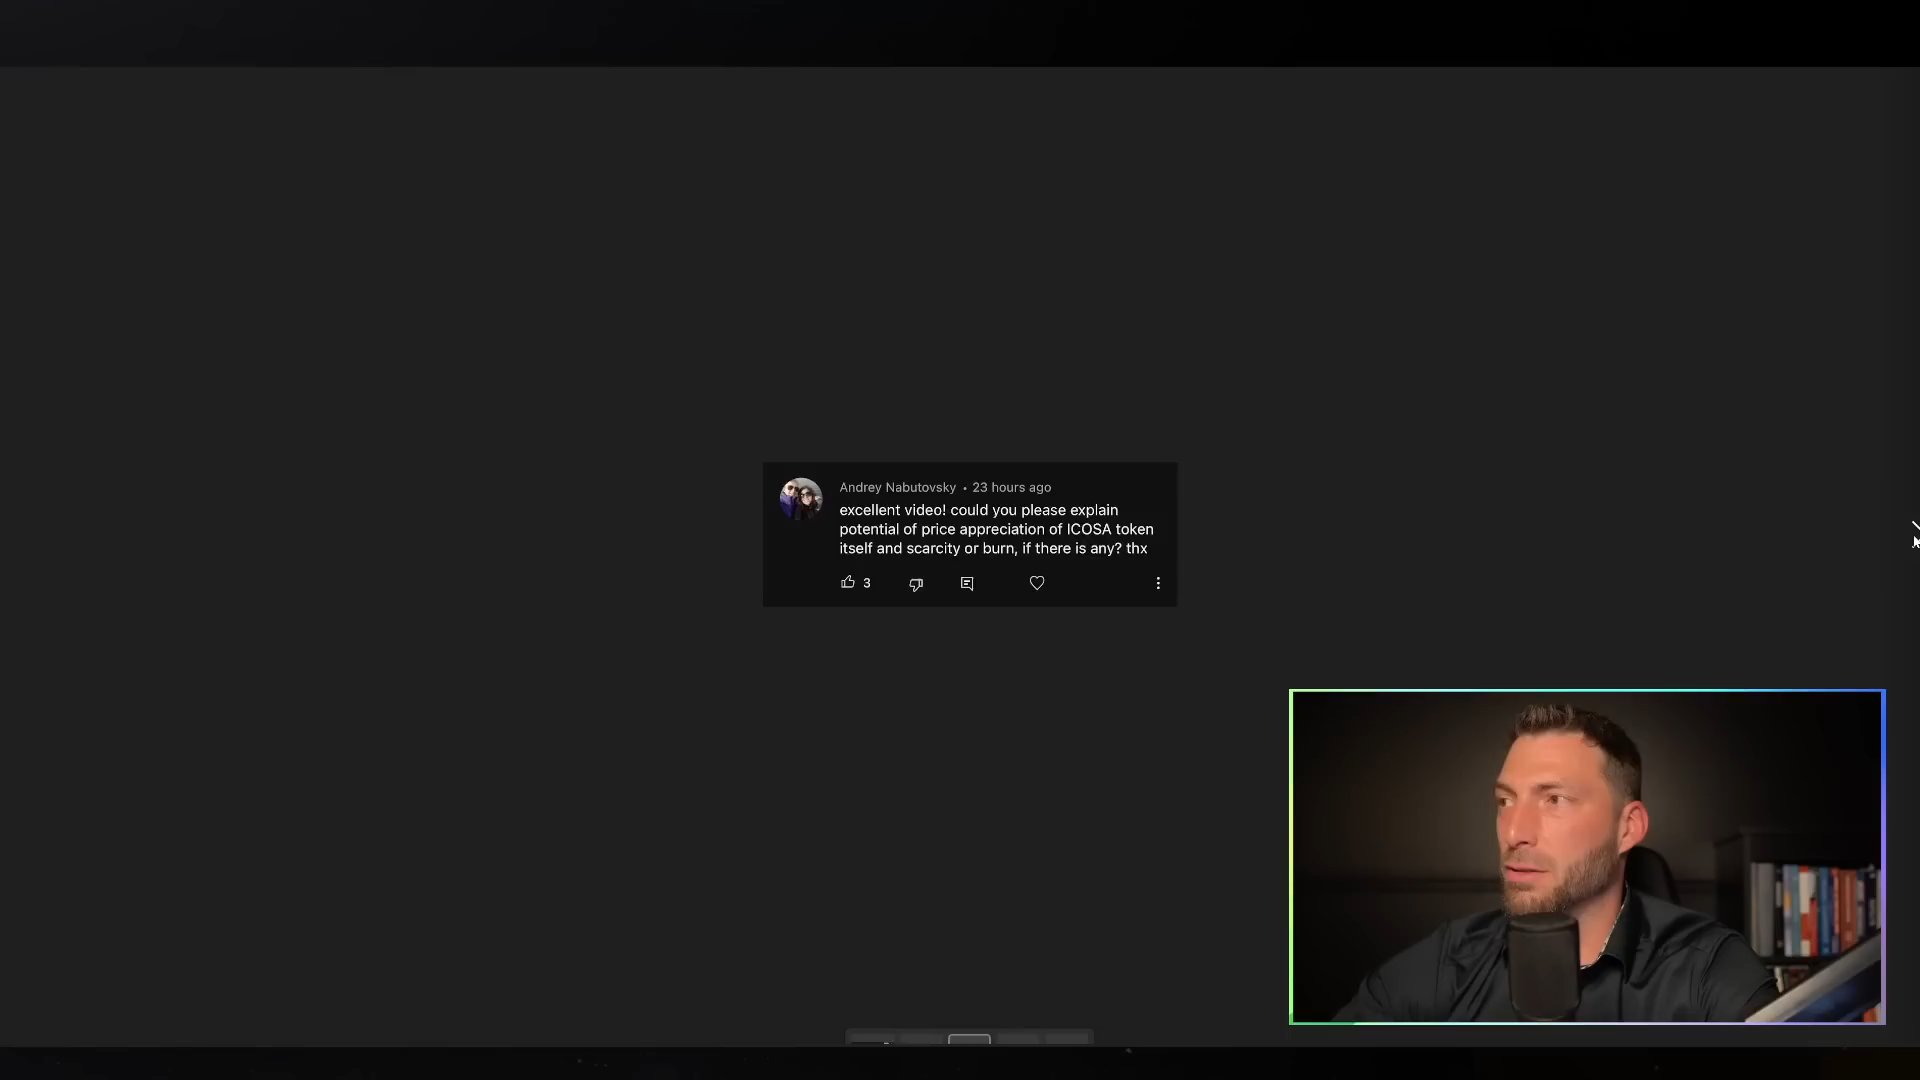 Andrey Nabutovsky • 23 hours ago
excellent video! could you please explain
potential of price appreciation of ICOSA token
itself and scarcity or burn, if there is any? thx
3